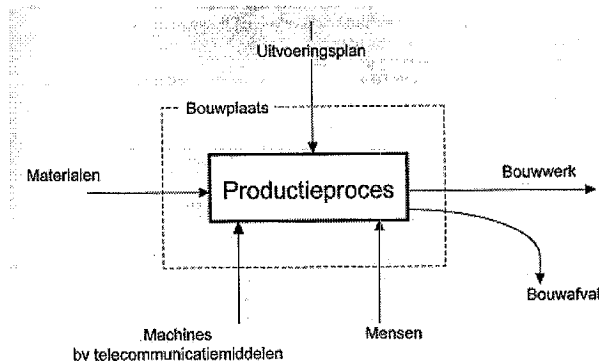 Uitvoeringsplan
Bouwplaats
Materialen
Productieproces
Bouwwerk
Bouwafval
Machines
bv telecommunicatiemiddelen
Mensen